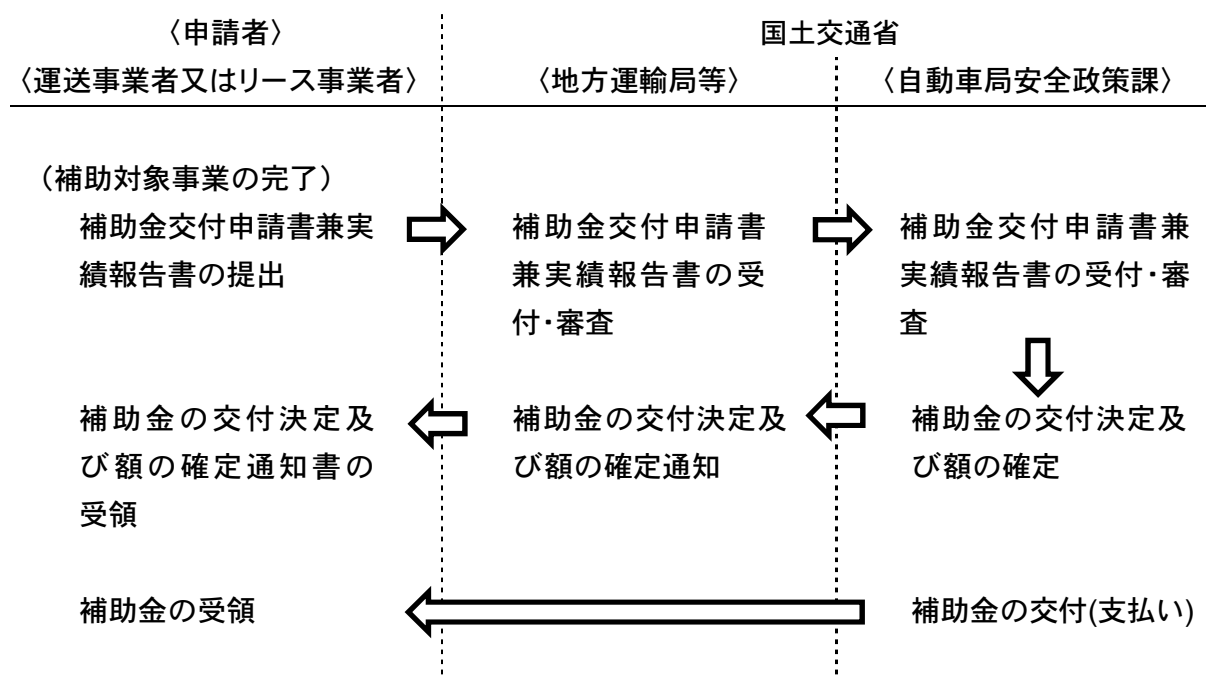 〈申請者〉
国土交通省
〈運送事業者又はリース事業者〉
〈地方運輸局等〉
〈自動車局安全政策課〉
（補助対象事業の完了）
補助金交付申請書兼実
績報告書の提出
補助金交付申請書
兼実績報告書の受
付・審査
補助金交付申請書兼
実績報告書の受付・審
査
補助金の交付決定及
び額の確定通知書の
受領
補助金の交付決定及
び額の確定通知
補助金の交付決定及
び額の確定
補助金の受領
補助金の交付(支払い)